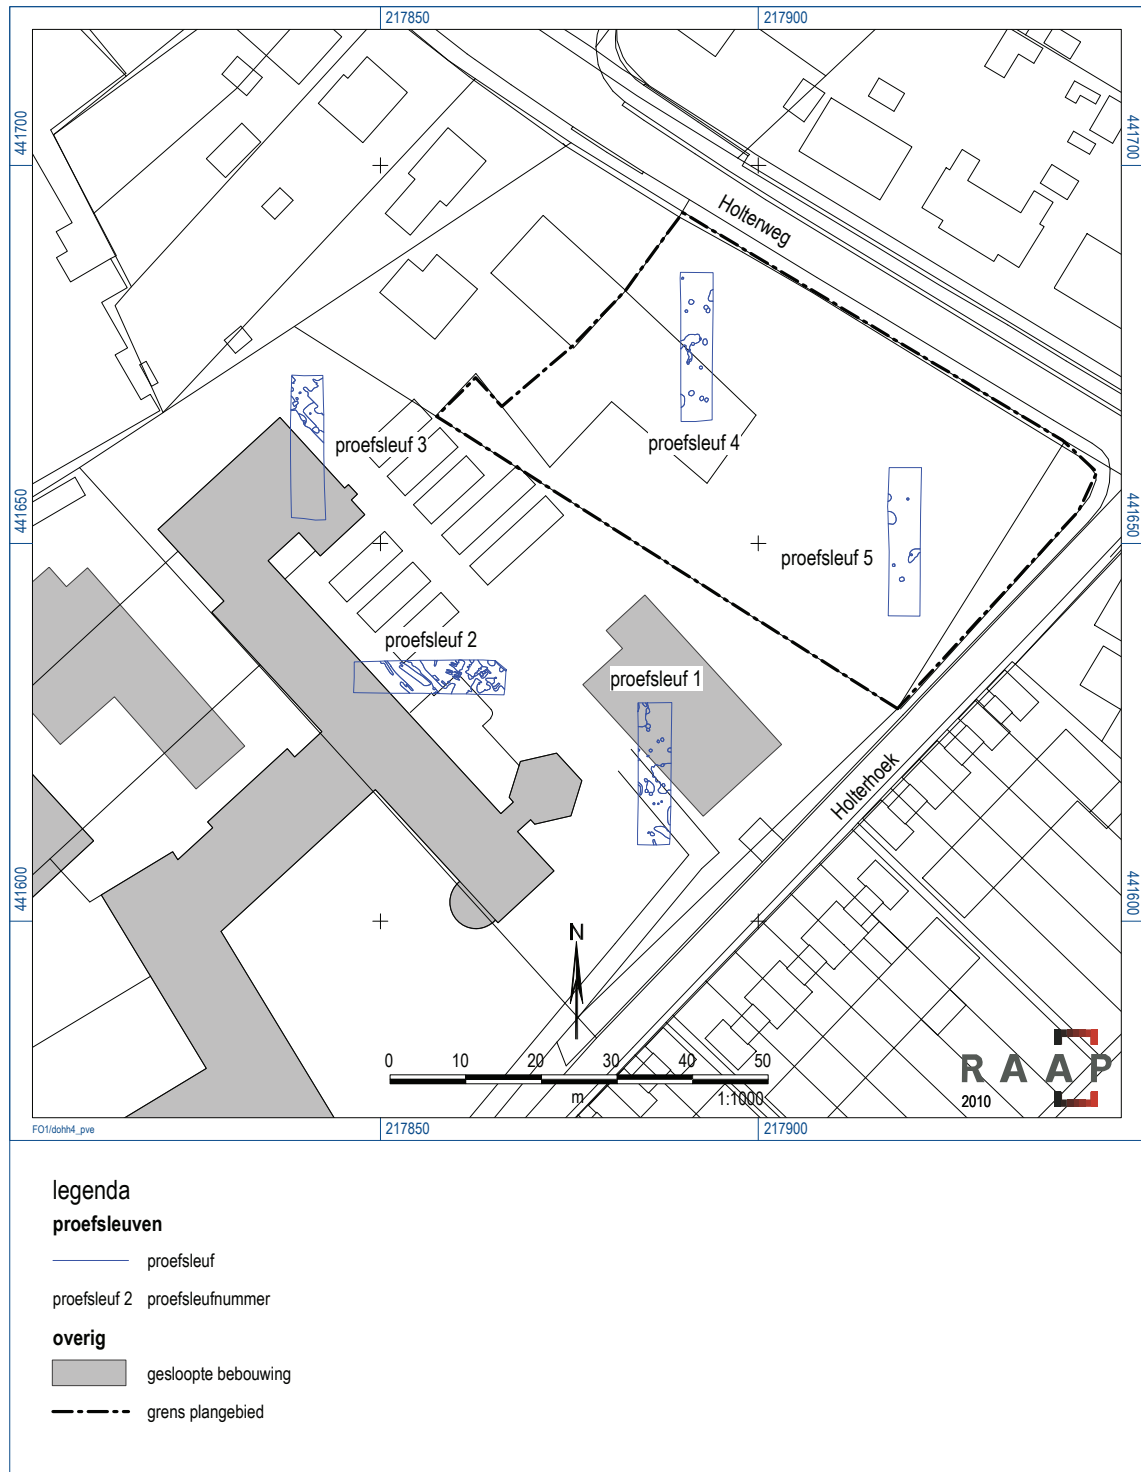 217850
217900
441700
441700
Holterweg
proefsleuf 3
proefsleuf 4
441650
441650
proefsleuf 5
proefsleuf 2
proefsleuf 1
Holterhoek
441600
441600
N
0 10 20 30 40 50
m 1:1000
RAAP
2010
FO1/dohh4_pve
217850
217900
legenda
proefsleuven
proefsleuf
proefsleuf 2 proefsleufnummer
overig
gesloopte bebouwing
grens plangebied